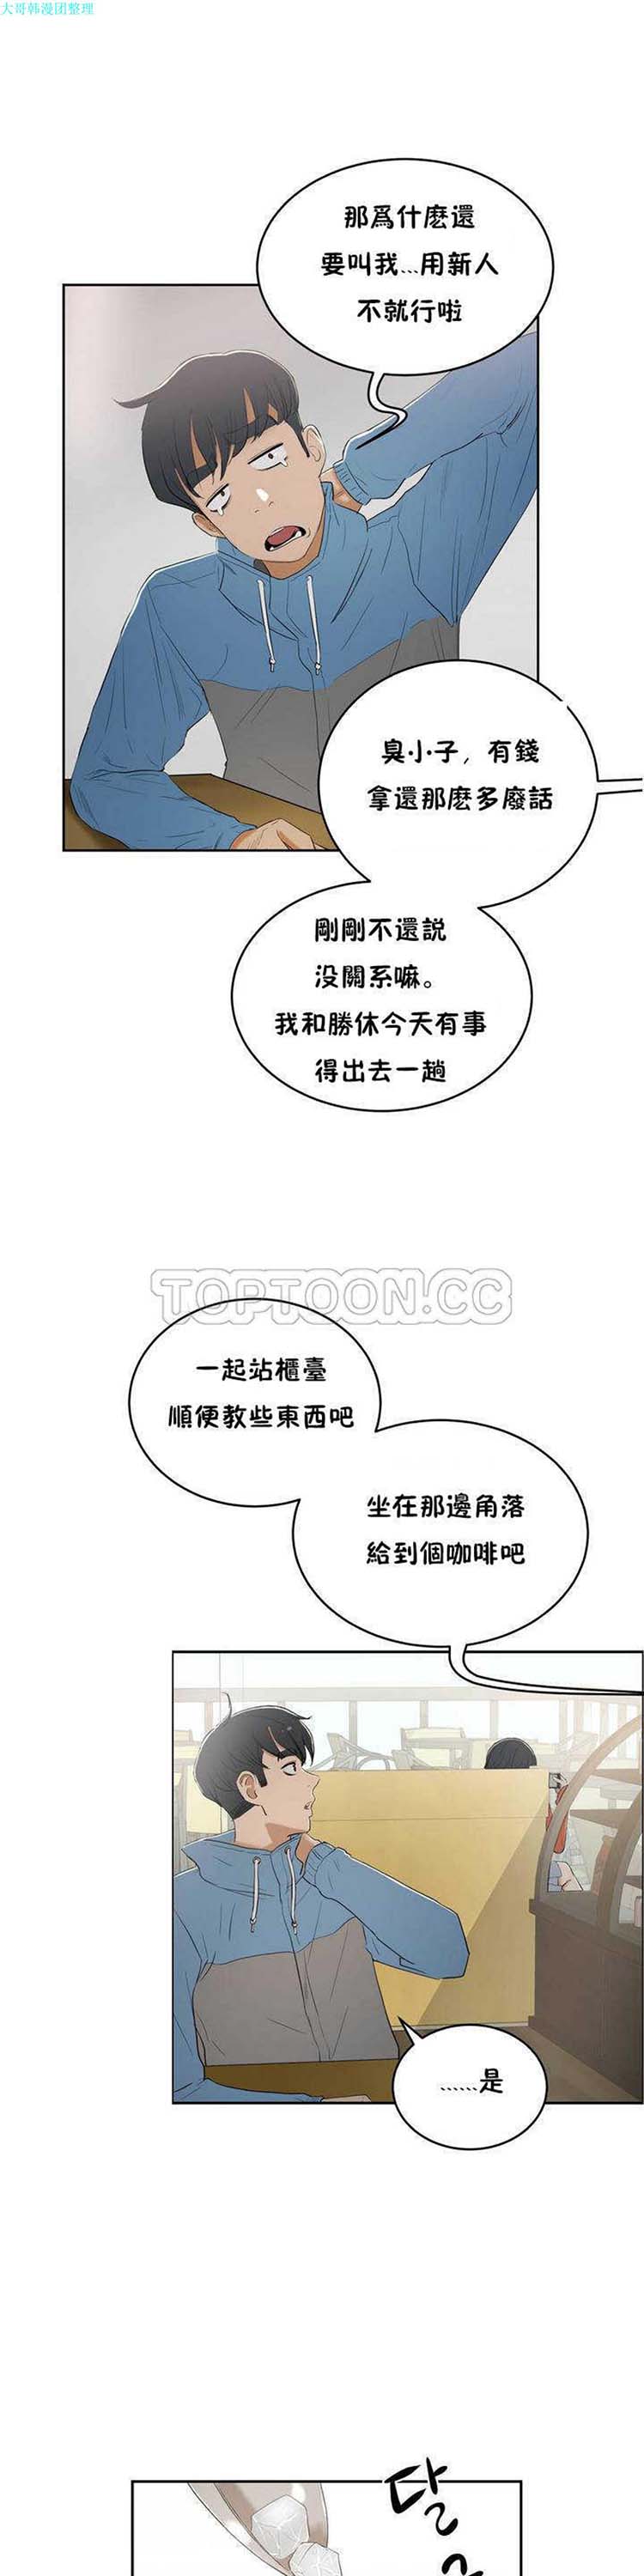 大哥韩漫团整理
那爲什麽還
要叫我...用新人
不就行啦
臭小子，有錢
拿還那麽多廢話
剛剛不還説
没關系嘛。
我和勝休今天有事
得出去一趟
TOPTOON.CC
一起站櫃臺
順便教些東西吧
坐在那邊角落
給到個咖啡吧
......是
달